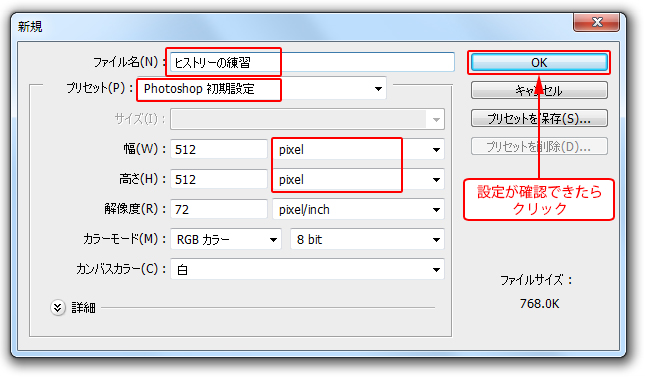 新規
ファイル名(N)：
ヒストリーの練習
OK
プリセット(P)：
Photoshop 初期設定
キャンセル
サイズ(I)：
プリセットを保存(S)...
幅(W)：
512
pixel
プリセットを削除(D)...
高さ(H)：
512
pixel
設定が確認できたら
クリック
解像度(R)：
72
pixel/inch
カラーモード(M)：
RGB カラー
8 bit
カンバスカラー(C)：
白
ファイルサイズ：
768.0K
詳細